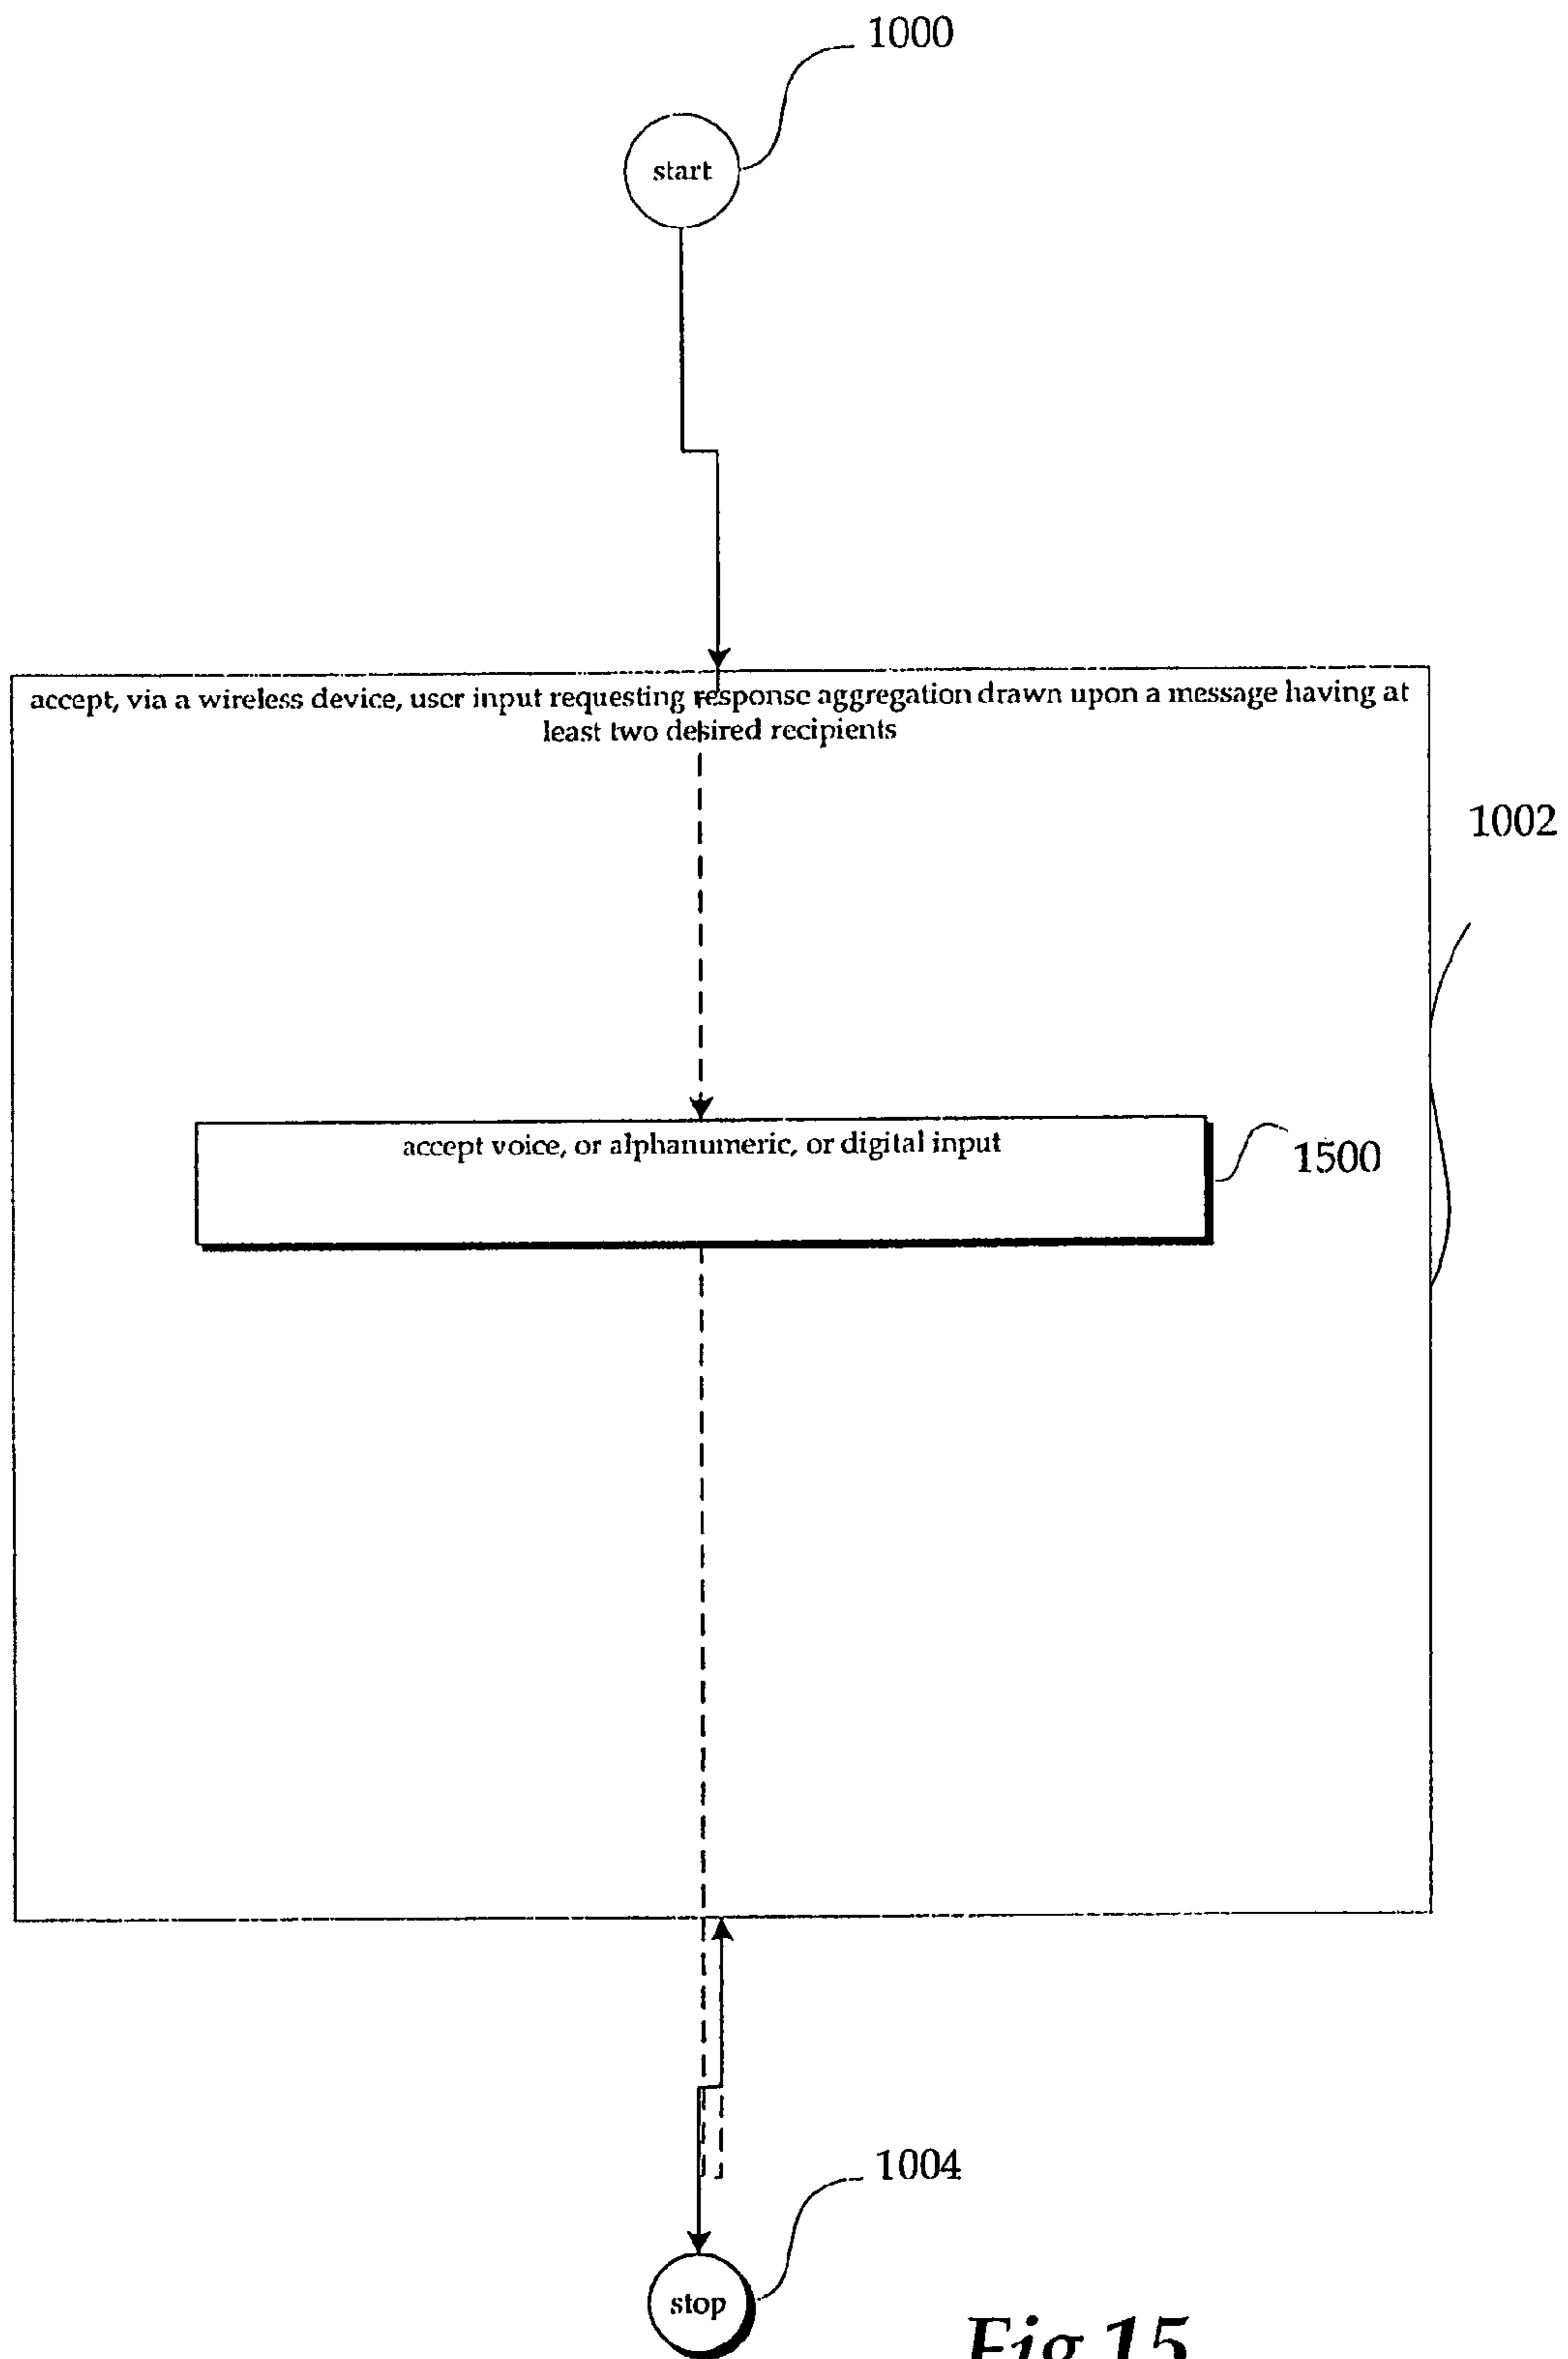 1000
start
accept, via a wireless device, user input requesting response aggregation drawn upon a message having at
least two desired recipients
1002
accept voice, or alphanumeric, or digital input
1500
1004
stop
Fig 15